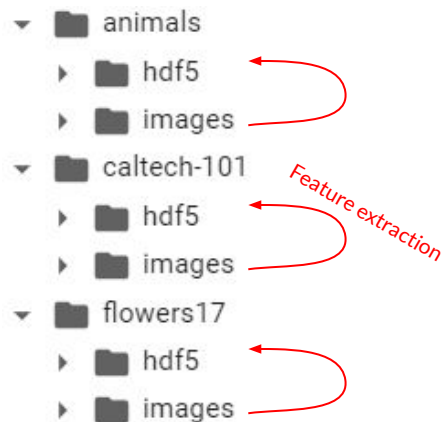 animals
hdf5
images
caltech-101
Feature extraction
hdf5
images
flowers17
hdf5
images